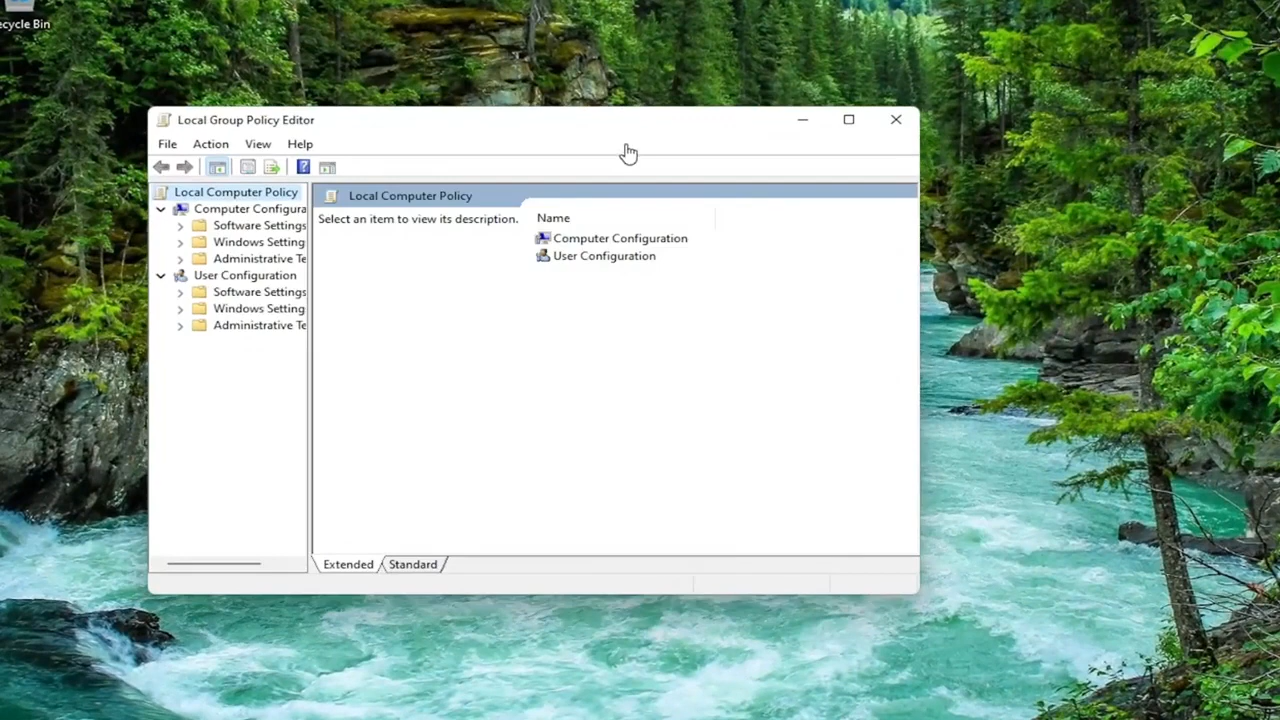 ecycle Bin
Local Group Policy Editor
File Action View Help
Local Computer Policy
Computer Configura
Software Settings
Windows Setting
Administrative Te
User Configuration
Software Settings
Windows Setting
Administrative Te
Local Computer Policy
Select an item to view its description.
Name
Computer Configuration
User Configuration
Extended Standard